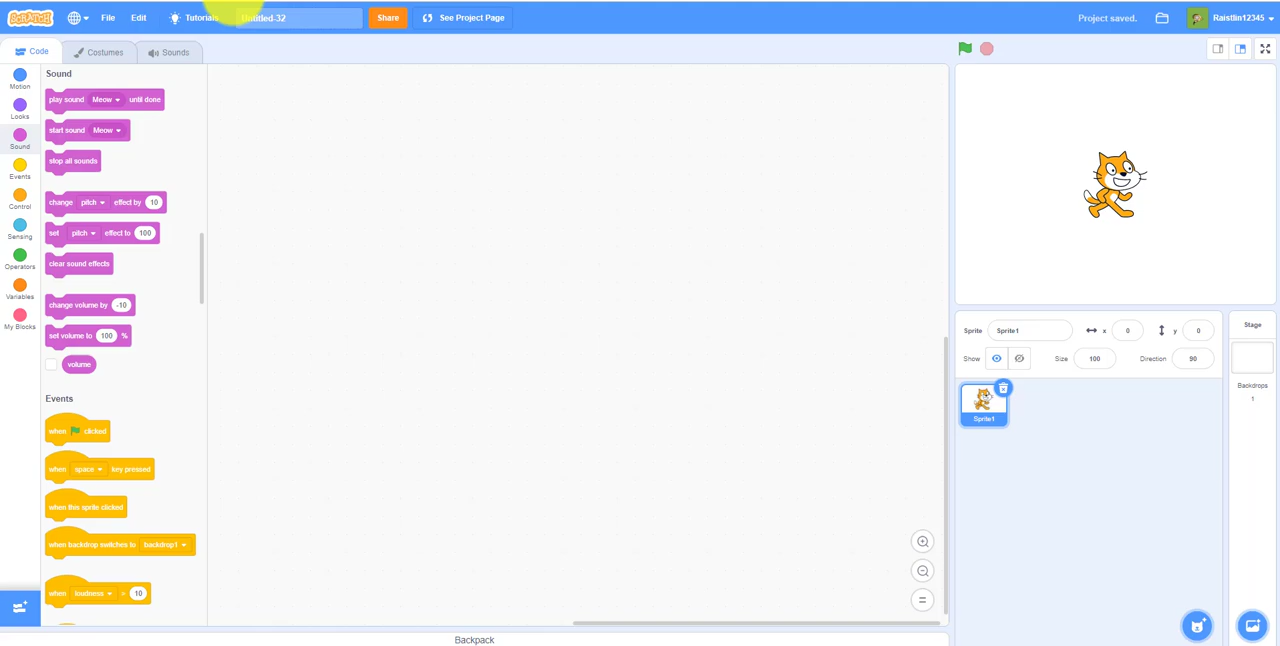 SCRATCH File Edit Tutorials Untitled-32 Share See Project Page Project saved. Raistlin12345
Code Costumes Sounds
Motion
Looks
Sound
Events
Control
Sensing
Operators
Variables
My Blocks
Sound
play sound Meow until done
start sound Meow
stop all sounds
change pitch effect by 10
set pitch effect to 100
clear sound effects
change volume by -10
set volume to 100 %
volume
Events
when clicked
when space key pressed
when this sprite clicked
when backdrop switches to backdrop1
when loudness > 10
Backpack
Sprite Sprite1 x 0 y 0
Show Size 100 Direction 90
Sprite1
Stage
Backdrops
1